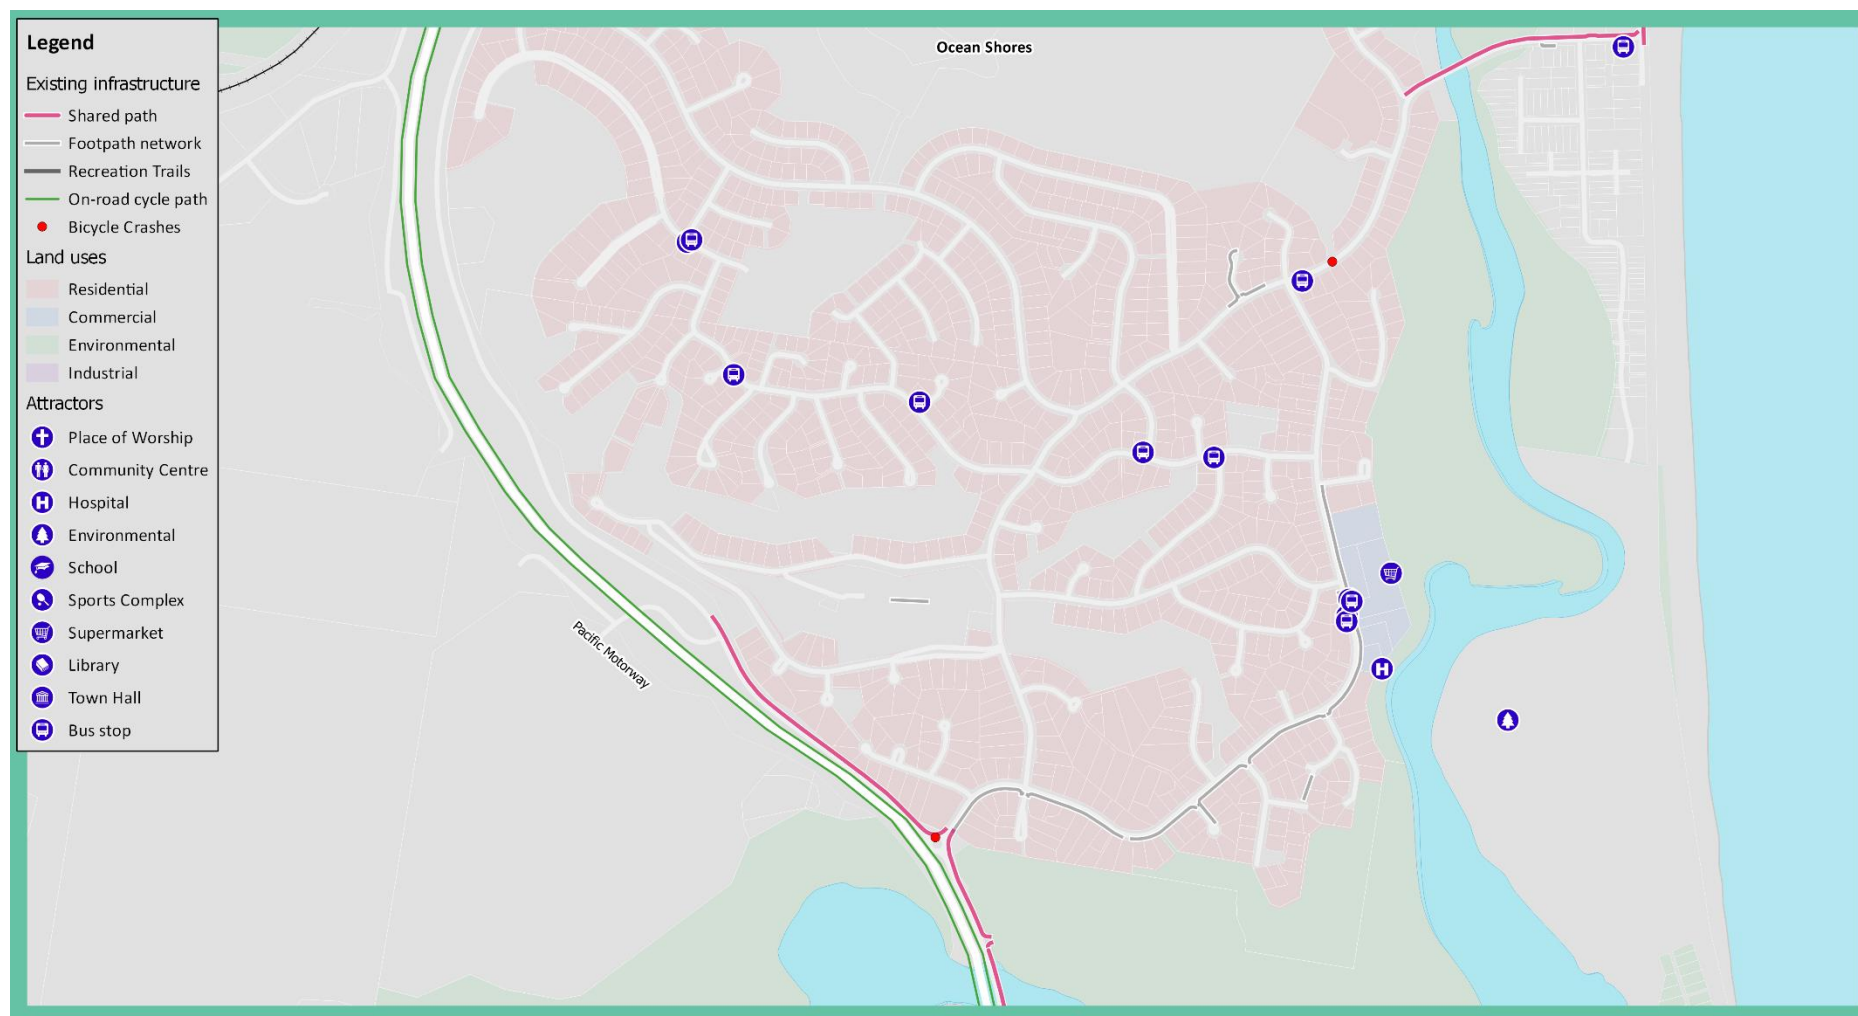 Legend
Existing infrastructure
Shared path
Footpath network
Recreation Trails
On-road cycle path
Bicycle Crashes
Land uses
Residential
Commercial
Environmental
Industrial
Attractors
Place of Worship
Community Centre
H Hospital
Environmental
School
Sports Complex
Supermarket
Library
Town Hall
Bus stop
Ocean Shores
Pacific Motorway
H